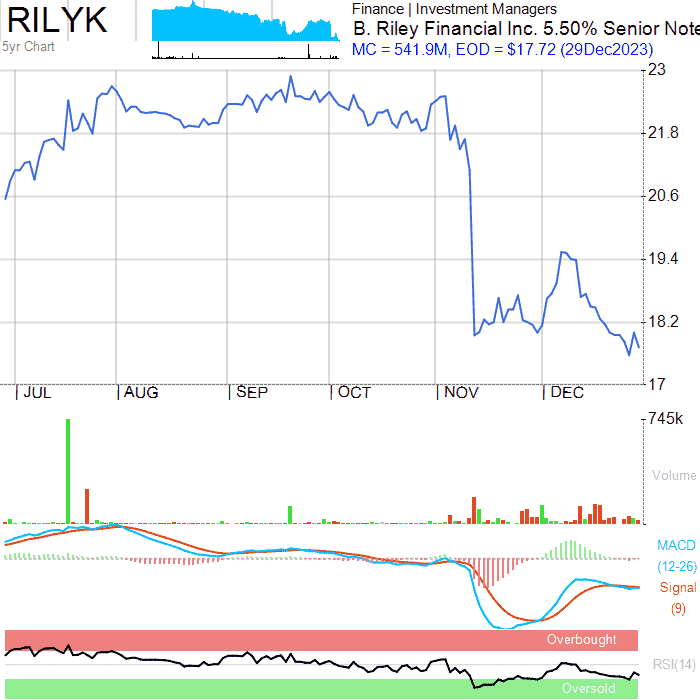 RILYK
5yr Chart
Finance | Investment Managers
B. Riley Financial Inc. 5.50% Senior Note
MC = 541.9M, EOD = $17.72 (29Dec2023)
23
21.8
20.6
19.4
18.2
17
JUL AUG SEP OCT NOV DEC
745k
Volume
MACD
(12-26)
Signal
(9)
Overbought
RSI(14)
Oversold